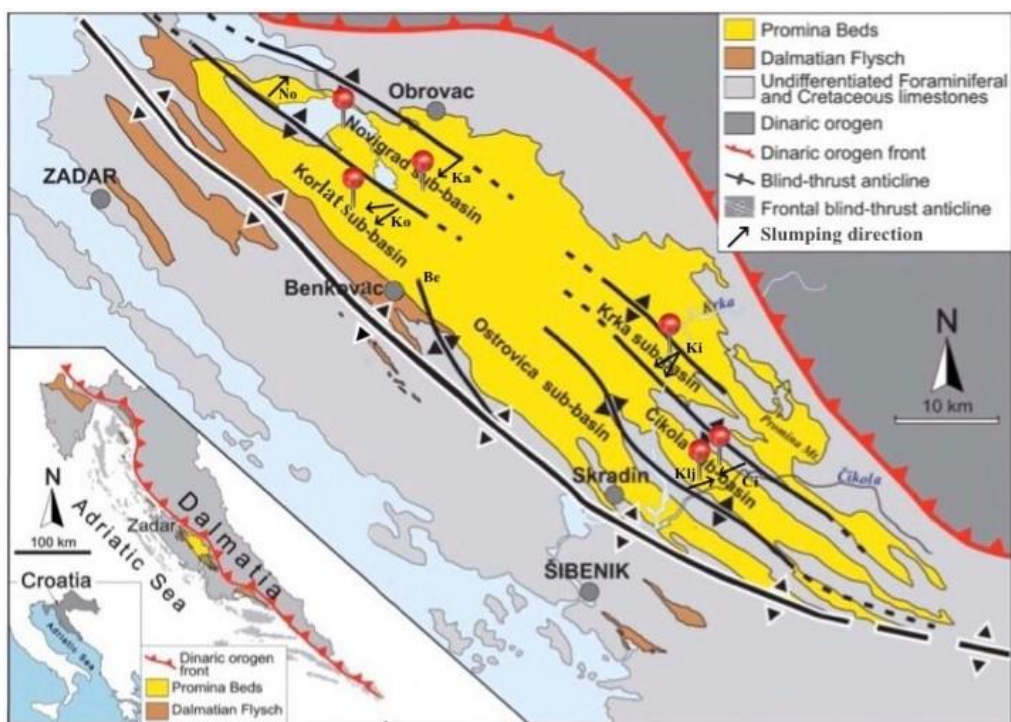 Promina Beds
Dalmatian Flysch
Undifferentiated Foraminiferal
and Cretaceous limestones
Dinaric orogen
Dinaric orogen front
Blind-thrust anticline
Frontal blind-thrust anticline
Slumping direction
N
10 km
Obrovac
No
Novigrad sub-basin
Ka
ZADAR
Korlat sub-basin
Ko
Benkovac
Be
Ostrovica sub-basin
Krka
Krka sub-basin
Ki
Promina Mt.
Čikola sub-basin
Klj
Či
Čikola
Skradin
ŠIBENIK
N
100 km
Zadar
Dalmatia
Adriatic Sea
Croatia
Adriatic
Sea
Dinaric orogen
front
Promina Beds
Dalmatian Flysch